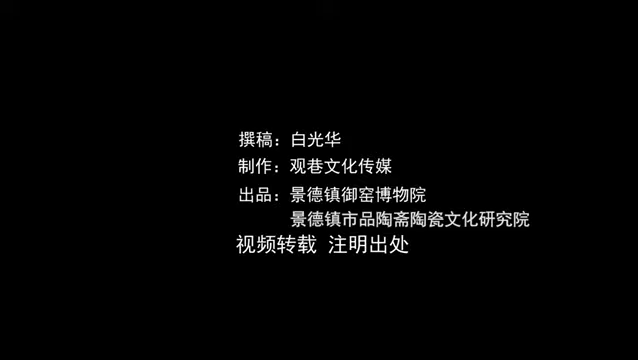 撰稿：白光华
制作：观巷文化传媒
出品：景德镇御窑博物院
景德镇市品陶斋陶瓷文化研究院
视频转载 注明出处